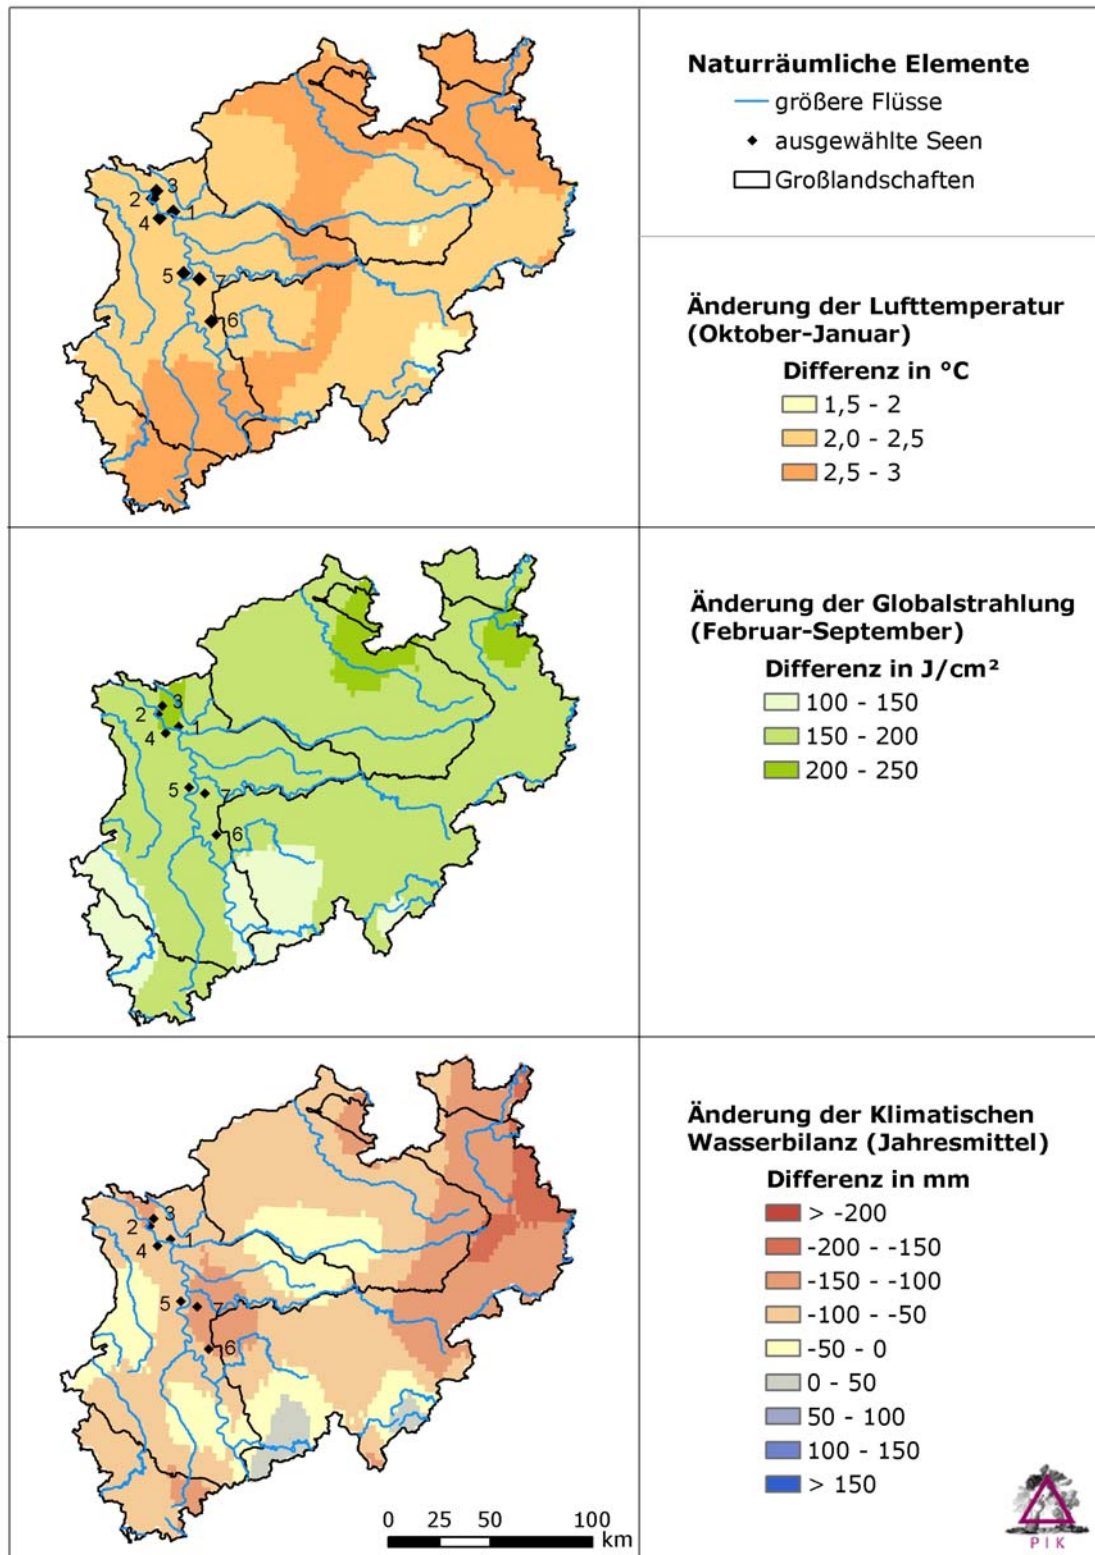 Naturräumliche Elemente
größere Flüsse
ausgewählte Seen
Großlandschaften
3
2
1
4
5
7
6
Änderung der Lufttemperatur
(Oktober-Januar)
Differenz in °C
1,5 - 2
2,0 - 2,5
2,5 - 3
3
2
1
4
5
7
6
Änderung der Globalstrahlung
(Februar-September)
Differenz in J/cm²
100 - 150
150 - 200
200 - 250
3
2
1
4
5
7
6
Änderung der Klimatischen
Wasserbilanz (Jahresmittel)
Differenz in mm
> -200
-200 - -150
-150 - -100
-100 - -50
-50 - 0
0 - 50
50 - 100
100 - 150
> 150
0 25 50 100
km
PIK